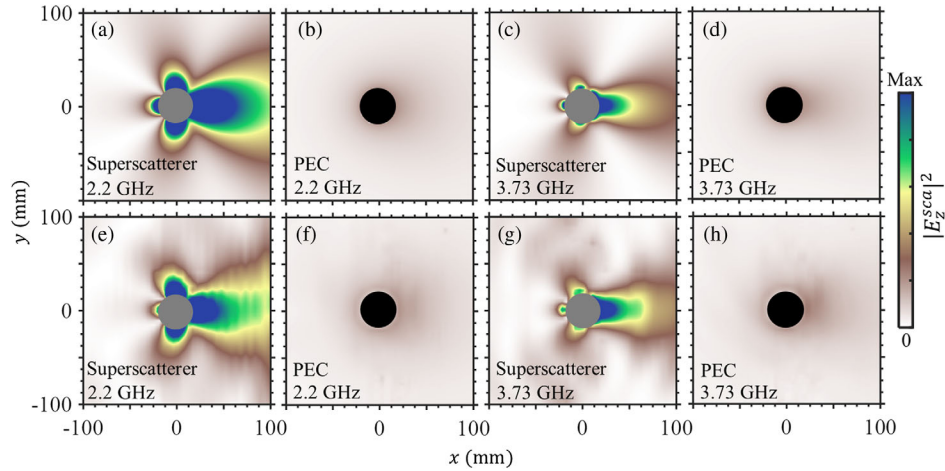 100
(a)
(b)
(c)
(d)
Max
0
Superscatterer
2.2 GHz
PEC
2.2 GHz
Superscatterer
3.73 GHz
PEC
3.73 GHz
y (mm)
|E_z^{sca}|^2
100
(e)
(f)
(g)
(h)
0
0
Superscatterer
2.2 GHz
PEC
2.2 GHz
Superscatterer
3.73 GHz
PEC
3.73 GHz
-100
-100 0 100 0 100 0 100 0 100
x (mm)